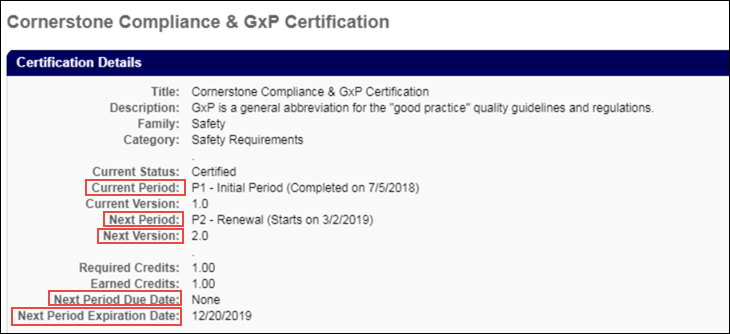 Cornerstone Compliance & GxP Certification
Certification Details
Title: Cornerstone Compliance & GxP Certification
Description: GxP is a general abbreviation for the "good practice" quality guidelines and regulations.
Family: Safety
Category: Safety Requirements
.
Current Status: Certified
Current Period: P1 - Initial Period (Completed on 7/5/2018)
Current Version: 1.0
Next Period: P2 - Renewal (Starts on 3/2/2019)
Next Version: 2.0
.
Required Credits: 1.00
Earned Credits: 1.00
Next Period Due Date: None
Next Period Expiration Date: 12/20/2019